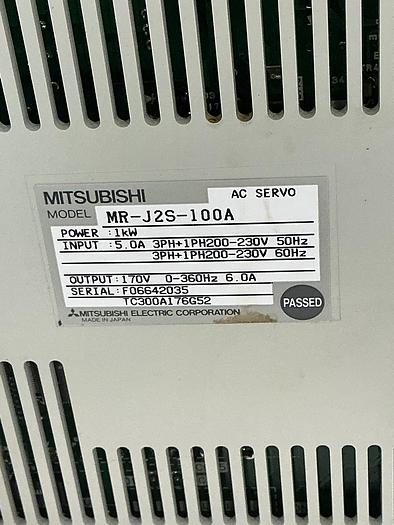 MITSUBISHI AC SERVO
MODEL MR-J2S-100A
POWER :1kW
INPUT :5.0A 3PH+1PH200-230V 50Hz
3PH+1PH200-230V 60Hz
OUTPUT:170V 0-360Hz 6.0A
SERIAL:F06642035
TC300A176G52
PASSED
MITSUBISHI ELECTRIC CORPORATION
MADE IN JAPAN